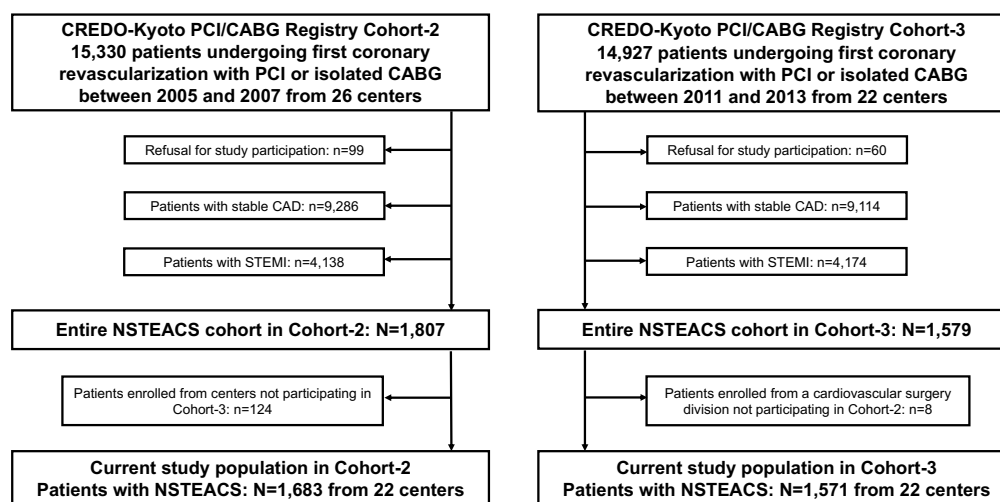 CREDO-Kyoto PCI/CABG Registry Cohort-2
15,330 patients undergoing first coronary
revascularization with PCI or isolated CABG
between 2005 and 2007 from 26 centers
Refusal for study participation: n=99
Patients with stable CAD: n=9,286
Patients with STEMI: n=4,138
Entire NSTEACS cohort in Cohort-2: N=1,807
Patients enrolled from centers not participating in
Cohort-3: n=124
Current study population in Cohort-2
Patients with NSTEACS: N=1,683 from 22 centers
CREDO-Kyoto PCI/CABG Registry Cohort-3
14,927 patients undergoing first coronary
revascularization with PCI or isolated CABG
between 2011 and 2013 from 22 centers
Refusal for study participation: n=60
Patients with stable CAD: n=9,114
Patients with STEMI: n=4,174
Entire NSTEACS cohort in Cohort-3: N=1,579
Patients enrolled from a cardiovascular surgery
division not participating in Cohort-2: n=8
Current study population in Cohort-3
Patients with NSTEACS: N=1,571 from 22 centers